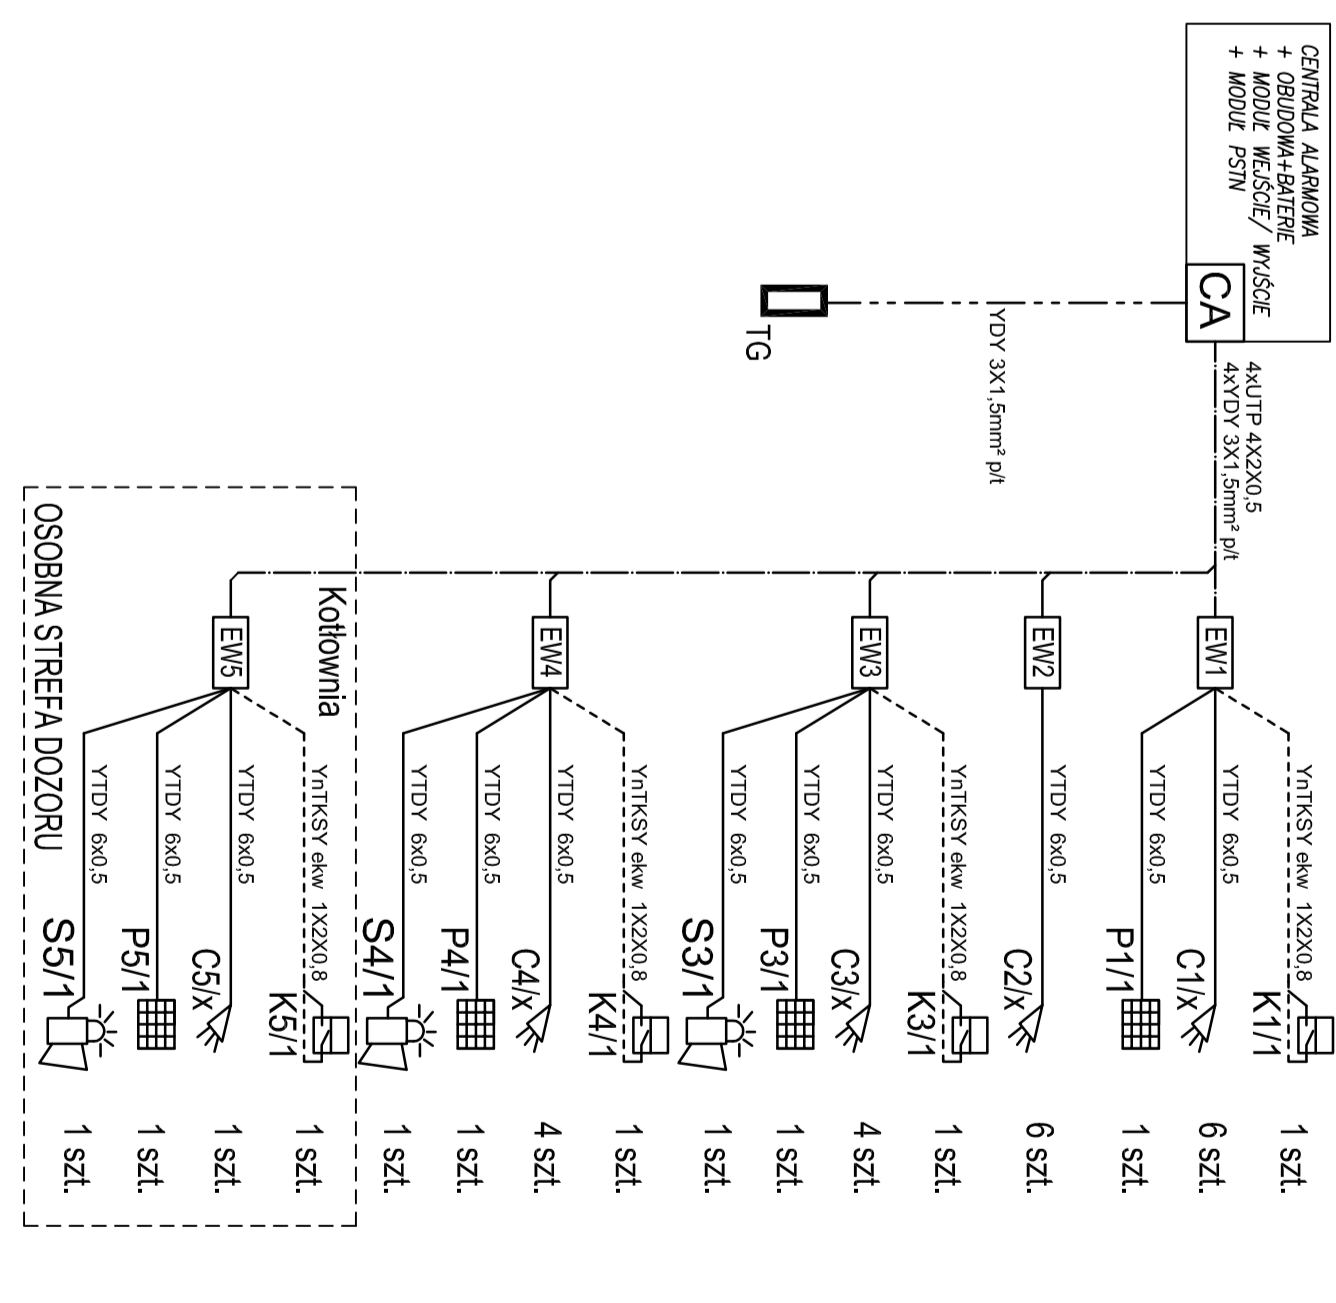 CENTRALA ALARMOWA
+ OBUDOWA+BATERIE
+ MODUŁ WEJŚCIE/ WYJŚCIE
+ MODUŁ PSTN
CA
4xUTP 4X2X0,5
4xYDY 3X1,5mm² p/t
YDY 3X1,5mm² p/t
TG
EW1
YnTKSY ekw 1X2X0,8
K1/1
1 szt.
YTDY 6x0,5
C1/x
6 szt.
YTDY 6x0,5
P1/1
1 szt.
EW2
YTDY 6x0,5
C2/x
6 szt.
EW3
YnTKSY ekw 1X2X0,8
K3/1
1 szt.
YTDY 6x0,5
C3/x
4 szt.
YTDY 6x0,5
P3/1
1 szt.
YTDY 6x0,5
S3/1
1 szt.
EW4
YnTKSY ekw 1X2X0,8
K4/1
1 szt.
YTDY 6x0,5
C4/x
4 szt.
YTDY 6x0,5
P4/1
1 szt.
YTDY 6x0,5
S4/1
1 szt.
Kotłownia
EW5
YnTKSY ekw 1X2X0,8
K5/1
1 szt.
YTDY 6x0,5
C5/x
1 szt.
YTDY 6x0,5
P5/1
1 szt.
YTDY 6x0,5
S5/1
1 szt.
OSOBNA STREFA DOZORU